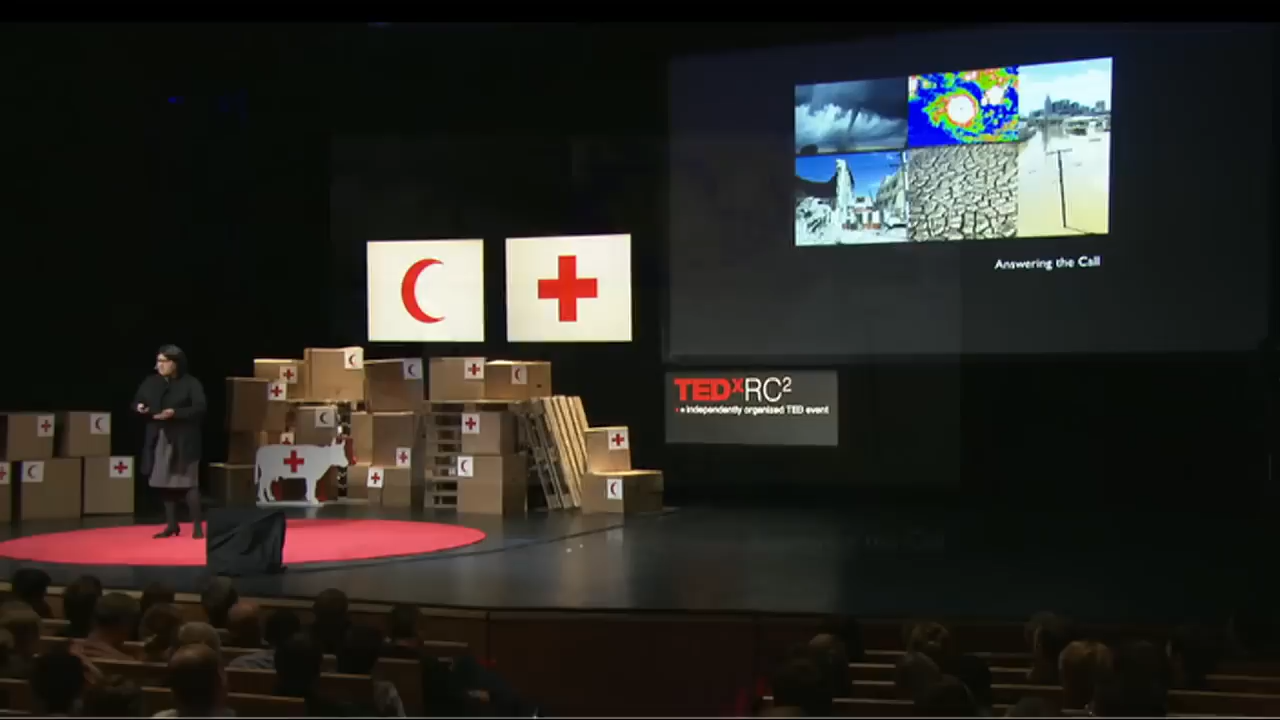 Answering the Call
TEDxRC2
x = independently organized TED event